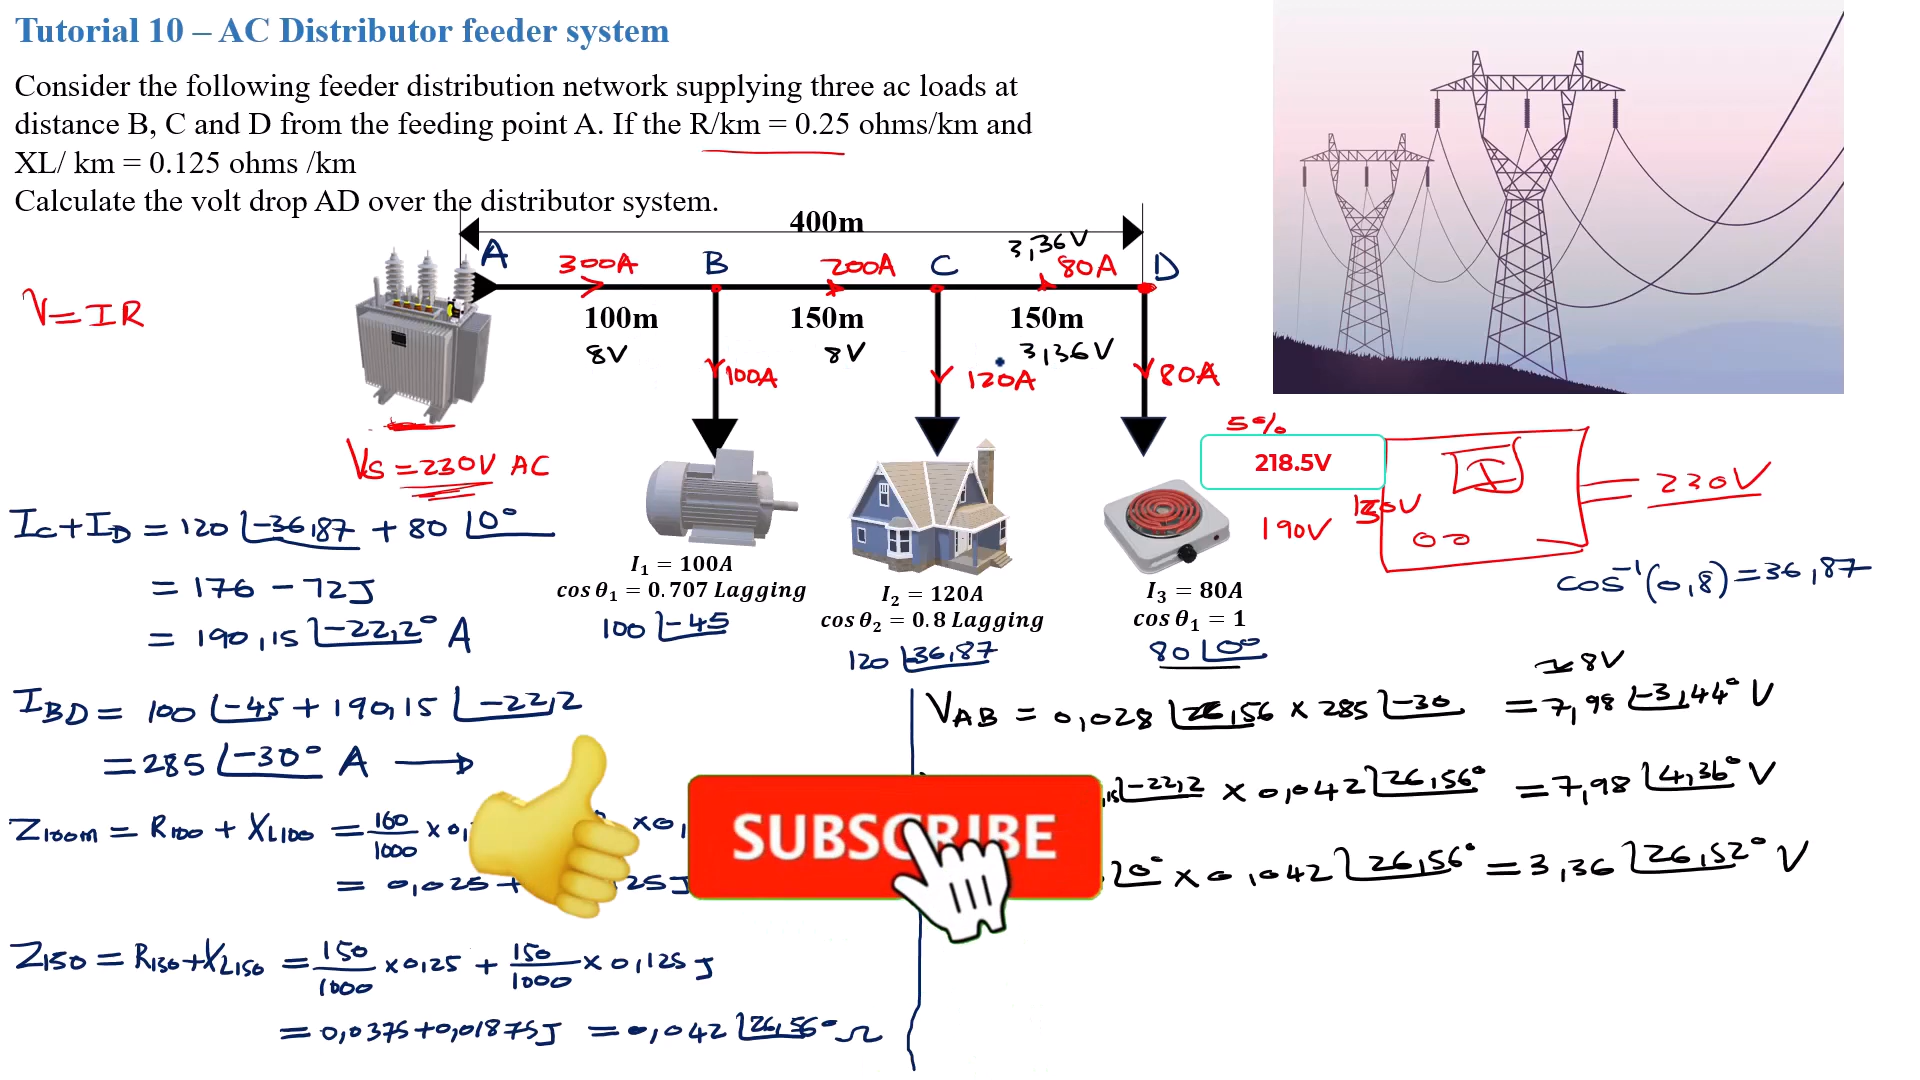 Tutorial 10 – AC Distributor feeder system
Consider the following feeder distribution network supplying three ac loads at
distance B, C and D from the feeding point A. If the R/km = 0.25 ohms/km and
XL/ km = 0.125 ohms /km
Calculate the volt drop AD over the distributor system.
400m
3,36V
A 300A B 200A C 80A D
V=IR
100m 150m 150m
8V 8V 3,36V
100A 120A 80A
5%
218.5V
Vs = 230V AC
230V
190V
I
IC+ID = 120 ∠-36,87 + 80 ∠0°
= 176 - 72J
= 190,15 ∠-22,2° A
I₁ = 100A
cos θ₁ = 0.707 Lagging
100 ∠-45
I₂ = 120A
cos θ₂ = 0.8 Lagging
120 ∠-36,87
I₃ = 80A
cos θ₁ = 1
80 ∠0°
cos⁻¹(0,8) = 36,87
IBD = 100 ∠-45 + 190,15 ∠-22,2
= 285 ∠-30° A
Z100m = R100 + XL100 = 100/1000 ×0,
×0,
= 0,025 +
25J
Z150 = R150+XL150 = 150/1000 ×0,25 + 150/1000 × 0,125J
= 0,0375+0,01875J = 0,042 ∠26,56° Ω
≃ 8V
VAB = 0,028 ∠26,56 × 285 ∠-30 = 7,98 ∠-3,44° V
∠-22,2 × 0,042 ∠26,56° = 7,98 ∠4,36° V
∠0° × 0,042 ∠26,56° = 3,36 ∠26,52° V
SUBSCRIBE